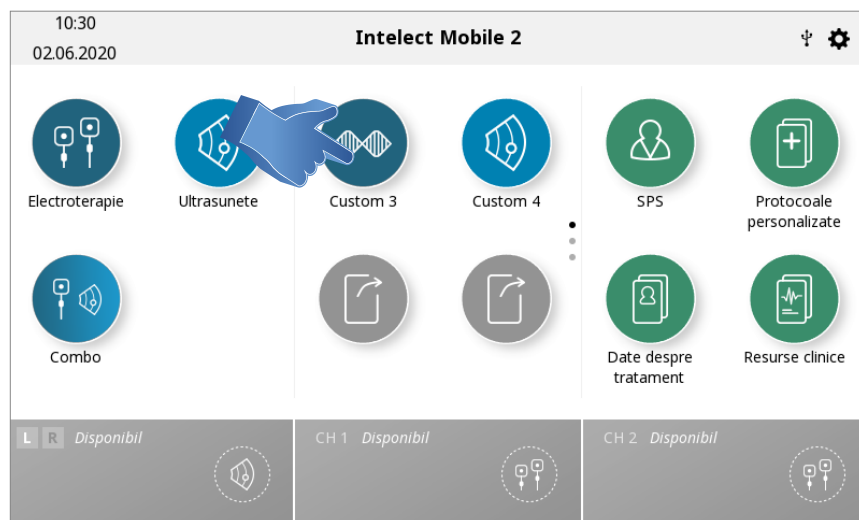 10:30
02.06.2020
Intelect Mobile 2
Electroterapie
Ultrasunete
Custom 3
Custom 4
SPS
Protocoale
personalizate
Combo
Date despre
tratament
Resurse clinice
L R Disponibil
CH 1 Disponibil
CH 2 Disponibil